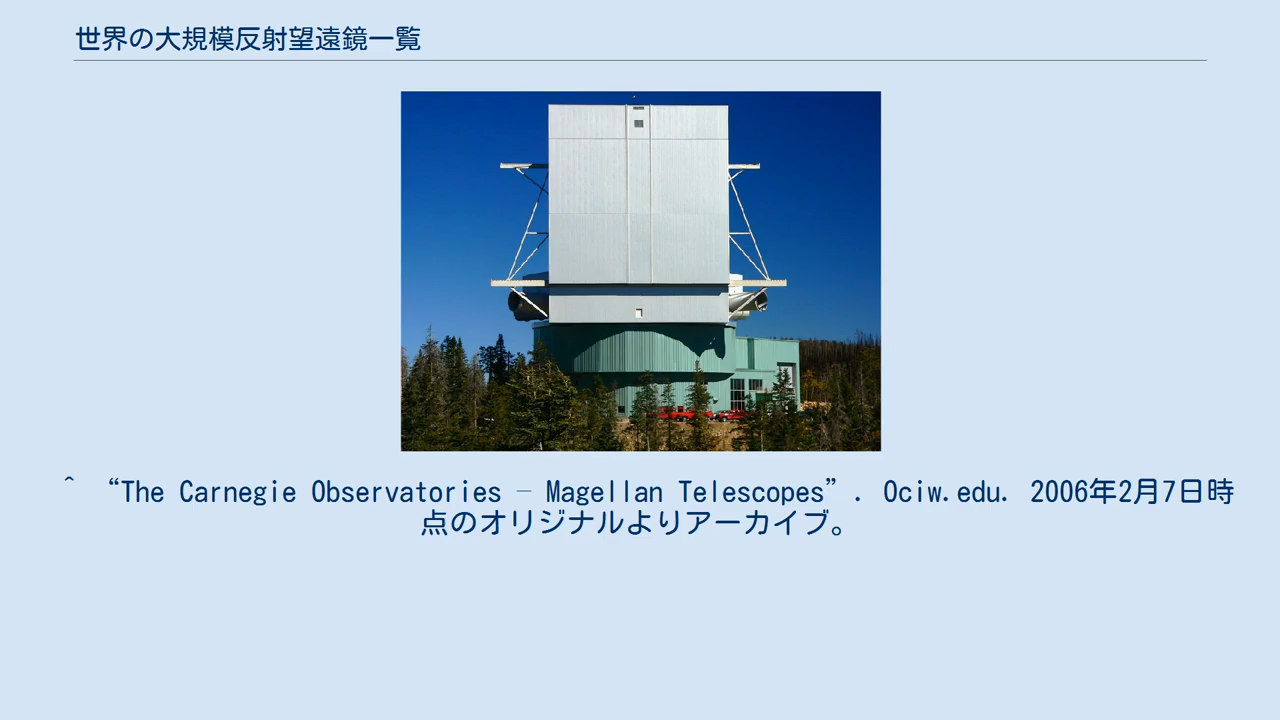 世界の大規模反射望遠鏡一覧
^ “The Carnegie Observatories – Magellan Telescopes”. Ociw.edu. 2006年2月7日時
点のオリジナルよりアーカイブ。